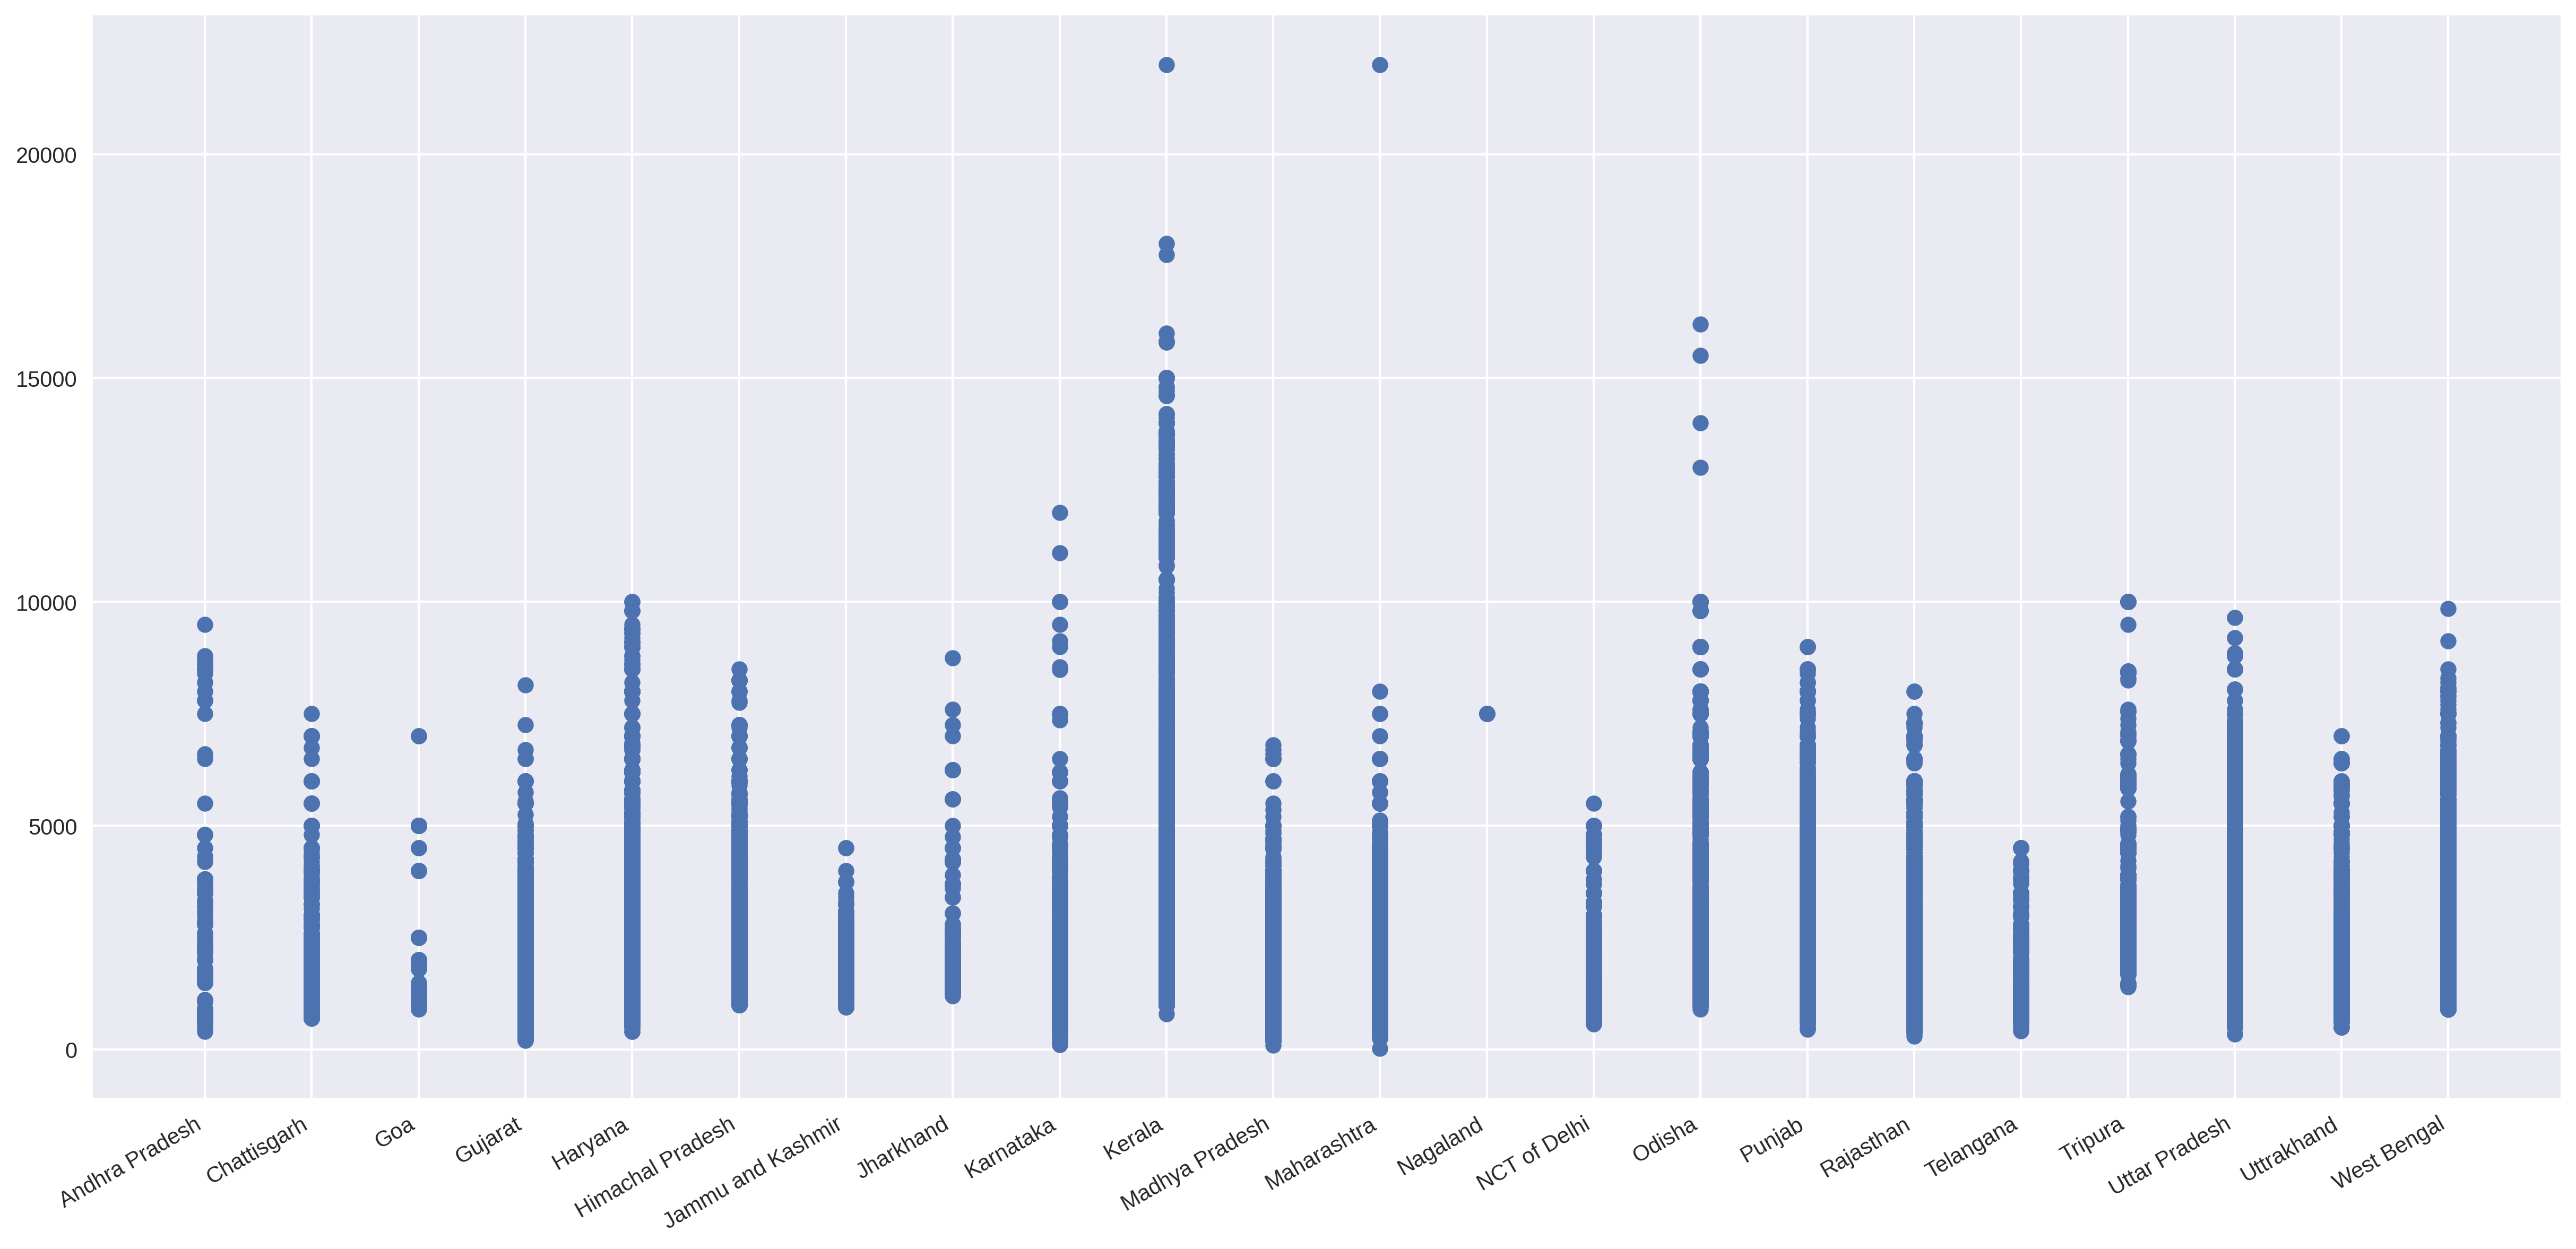 20000
15000
10000
5000
0
Andhra Pradesh
Chattisgarh
Goa
Gujarat
Haryana
Himachal Pradesh
Jammu and Kashmir
Jharkhand
Karnataka
Kerala
Madhya Pradesh
Maharashtra
Nagaland
NCT of Delhi
Odisha
Punjab
Rajasthan
Telangana
Tripura
Uttar Pradesh
Uttrakhand
West Bengal